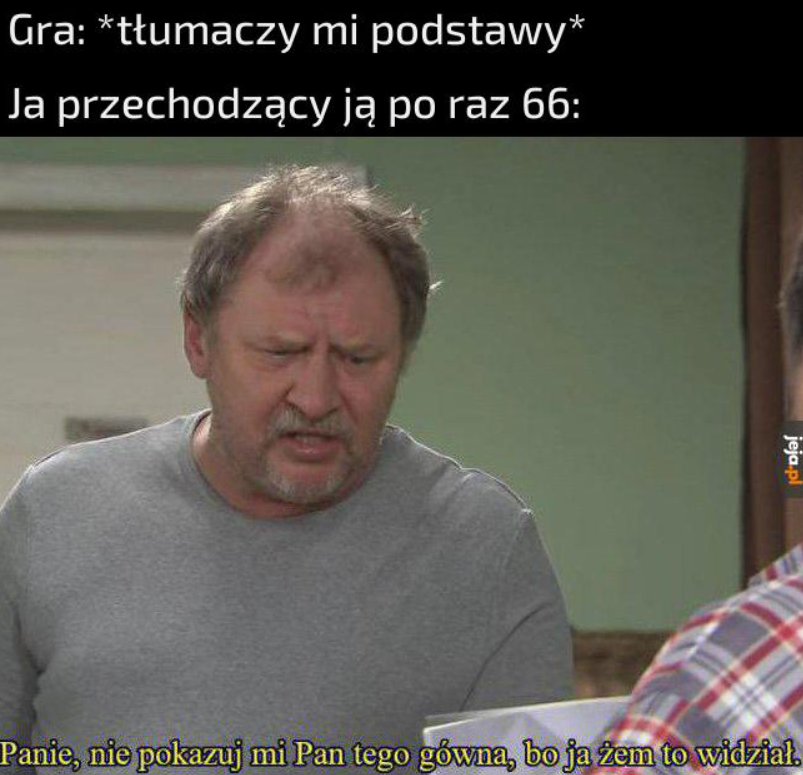 Gra: *tłumaczy mi podstawy*
Ja przechodzący ją po raz 66:
jeja.pl
Panie, nie pokazuj mi Pan tego gówna, bo ja żem to widział.